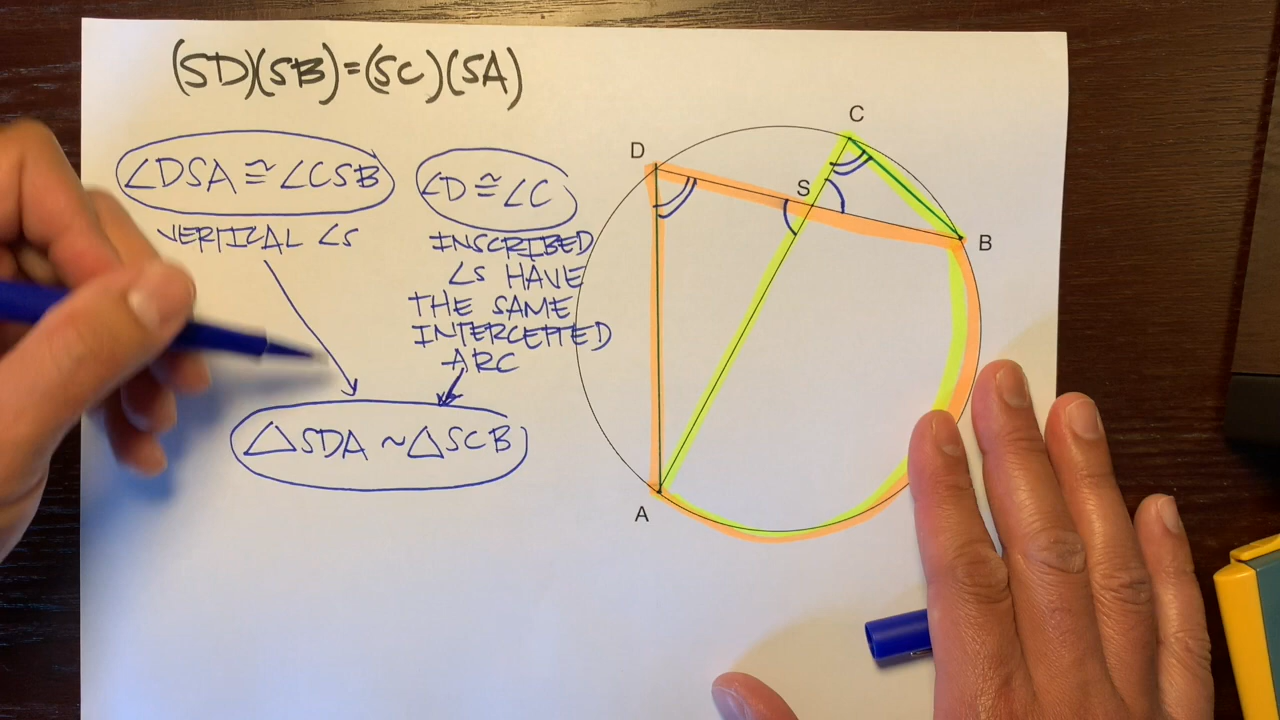 (SD)(SB)=(SC)(SA)
∠DSA ≅ ∠CSB
VERTICAL ∠S
∠D ≅ ∠C
INSCRIBED
∠S HAVE
THE SAME
INTERCEPTED
ARC
△SDA ~ △SCB
C
D
S
B
A